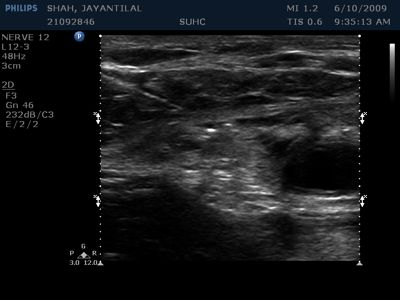 PHILIPS SHAH, JAYANTILAL MI 1.2 6/10/2009
21092846 SUHC TIS 0.6 9:35:13 AM
NERVE 12 P
L12-3
48Hz
3cm
2D
F3
Gn 46
232dB/C3
E/2/2
G
P R
3.0 12.0